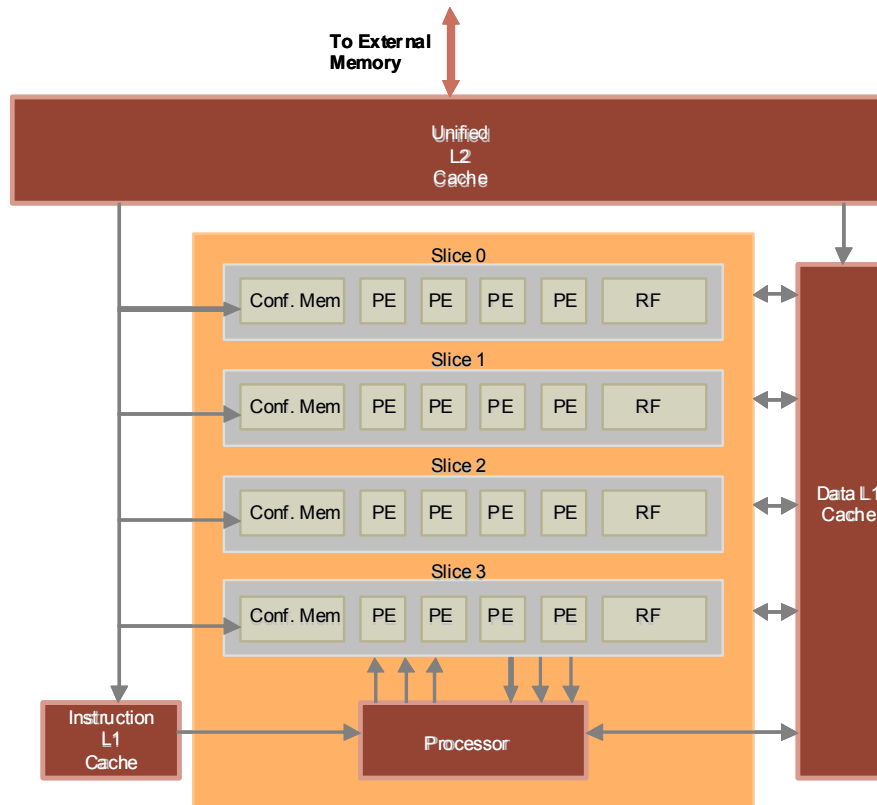 To External
Memory
Unified
L2
Cache
Slice 0
Conf. Mem PE PE PE PE RF
Slice 1
Conf. Mem PE PE PE PE RF
Slice 2
Conf. Mem PE PE PE PE RF
Data L1
Cache
Slice 3
Conf. Mem PE PE PE PE RF
Instruction
L1
Cache
Processor